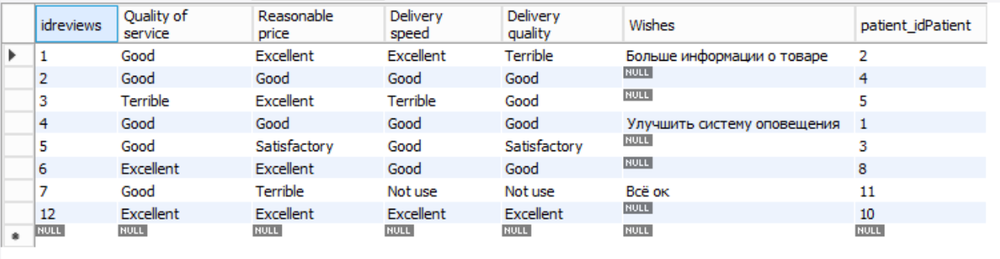 idreviews Quality of service Reasonable price Delivery speed Delivery quality Wishes patient_idPatient
1 Good Excellent Excellent Terrible Больше информации о товаре 2
2 Good Good Good Good NULL 4
3 Terrible Excellent Terrible Good NULL 5
4 Good Good Good Good Улучшить систему оповещения 1
5 Good Satisfactory Good Satisfactory NULL 3
6 Excellent Excellent Good Good NULL 8
7 Good Terrible Not use Not use Всё ок 11
12 Excellent Excellent Excellent Excellent NULL 10
NULL NULL NULL NULL NULL NULL NULL